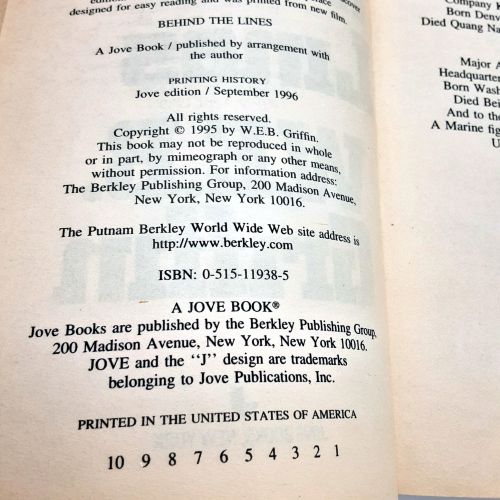 designed for easy reading and was printed from new film.
BEHIND THE LINES
A Jove Book / published by arrangement with
the author
PRINTING HISTORY
Jove edition / September 1996
All rights reserved.
Copyright © 1995 by W.E.B. Griffin.
This book may not be reproduced in whole
or in part, by mimeograph or any other means,
without permission. For information address:
The Berkley Publishing Group, 200 Madison Avenue,
New York, New York 10016.
The Putnam Berkley World Wide Web site address is
http://www.berkley.com
ISBN: 0-515-11938-5
A JOVE BOOK®
Jove Books are published by the Berkley Publishing Group,
200 Madison Avenue, New York, New York 10016.
JOVE and the "J" design are trademarks
belonging to Jove Publications, Inc.
PRINTED IN THE UNITED STATES OF AMERICA
10 9 8 7 6 5 4 3 2 1
Company
Born
Died Quang
Major
Headquarter
Born
Died
And to the
A Marine